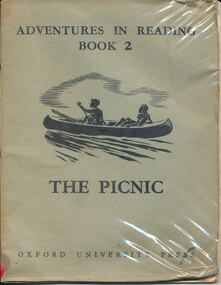 ADVENTURES IN READING
BOOK 2
THE PICNIC
OXFORD UNIVERSITY PRESS